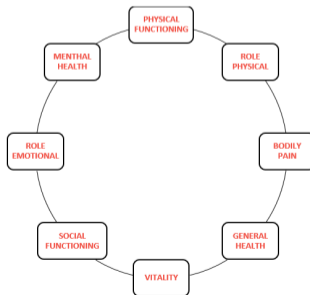 PHYSICAL
FUNCTIONING
ROLE
PHYSICAL
BODILY
PAIN
GENERAL
HEALTH
VITALITY
SOCIAL
FUNCTIONING
ROLE
EMOTIONAL
MENTHAL
HEALTH